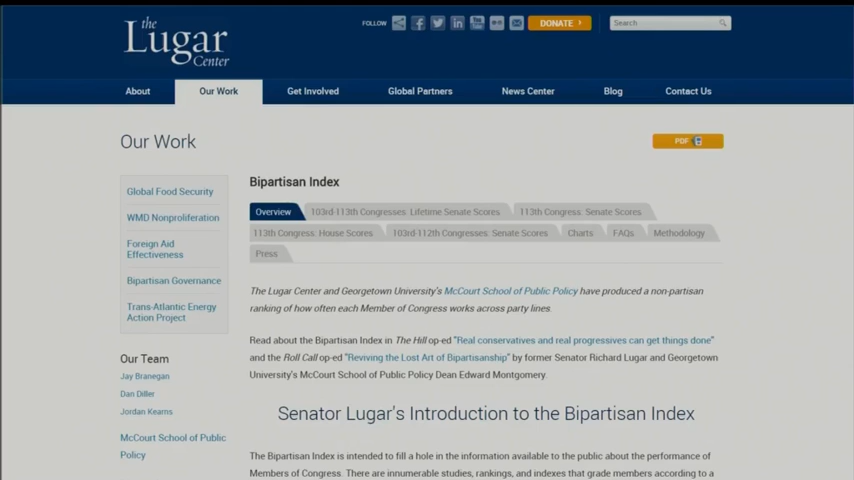 the
Lugar
Center
FOLLOW
in
You
Tube
DONATE
Search
About
Our Work
Get Involved
Global Partners
News Center
Blog
Contact Us
Our Work
PDF
Global Food Security
WMD Nonproliferation
Foreign Aid
Effectiveness
Bipartisan Governance
Trans-Atlantic Energy
Action Project
Our Team
Jay Branegan
Dan Diller
Jordan Kearns
McCourt School of Public
Policy
Bipartisan Index
Overview
103rd-113th Congresses: Lifetime Senate Scores
113th Congress: Senate Scores
113th Congress: House Scores
103rd-112th Congresses: Senate Scores
Charts
FAQs
Methodology
Press
The Lugar Center and Georgetown University's McCourt School of Public Policy have produced a non-partisan
ranking of how often each Member of Congress works across party lines.
Read about the Bipartisan Index in The Hill op-ed "Real conservatives and real progressives can get things done"
and the Roll Call op-ed "Reviving the Lost Art of Bipartisanship" by former Senator Richard Lugar and Georgetown
University's McCourt School of Public Policy Dean Edward Montgomery.
Senator Lugar's Introduction to the Bipartisan Index
The Bipartisan Index is intended to fill a hole in the information available to the public about the performance of
Members of Congress. There are innumerable studies, rankings, and indexes that grade members according to a